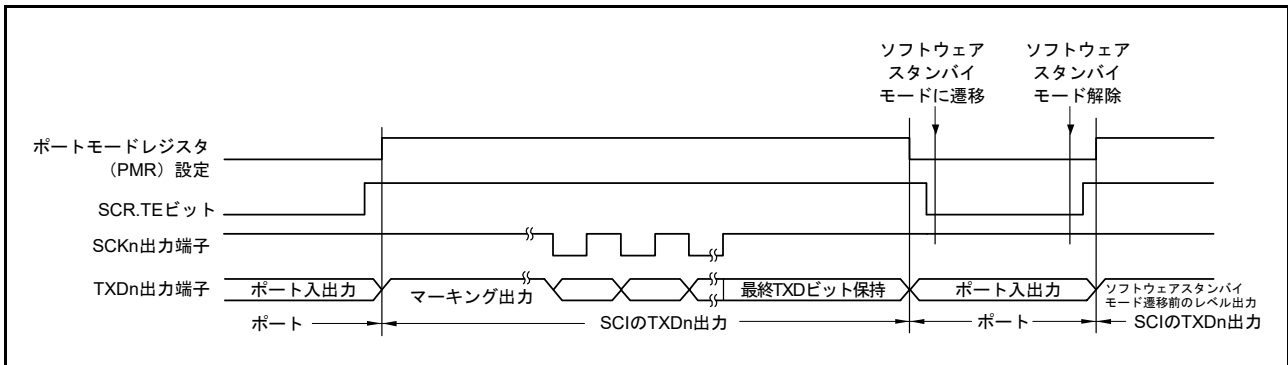 ソフトウェア
スタンバイ
モードに遷移
ソフトウェア
スタンバイ
モード解除
ポートモードレジスタ
（PMR）設定
SCR.TEビット
SCKn出力端子
TXDn出力端子
ポート入出力
マーキング出力
最終TXDビット保持
ポート入出力
ソフトウェアスタンバイ
モード遷移前のレベル出力
ポート
SCIのTXDn出力
ポート
SCIのTXDn出力